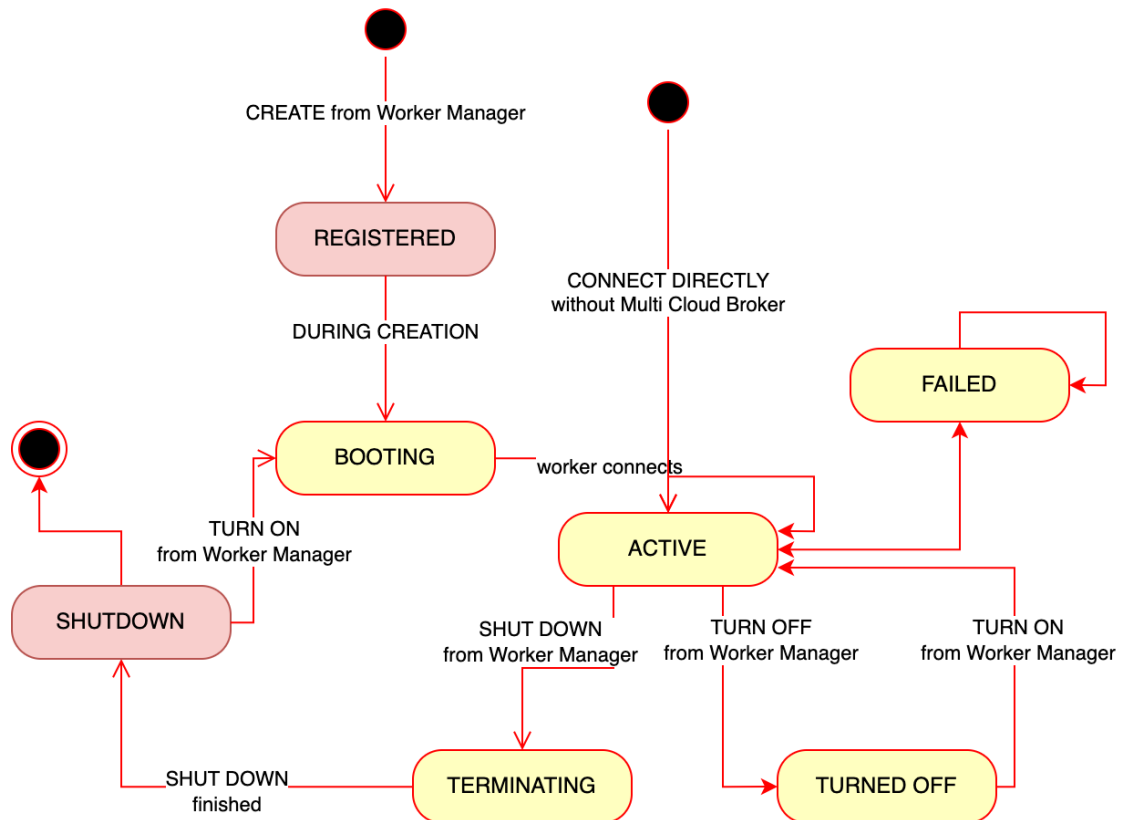 CREATE from Worker Manager
REGISTERED
CONNECT DIRECTLY
without Multi Cloud Broker
DURING CREATION
FAILED
BOOTING
worker connects
TURN ON
from Worker Manager
ACTIVE
SHUTDOWN
SHUT DOWN
from Worker Manager
TURN OFF
from Worker Manager
TURN ON
from Worker Manager
SHUT DOWN
finished
TERMINATING
TURNED OFF